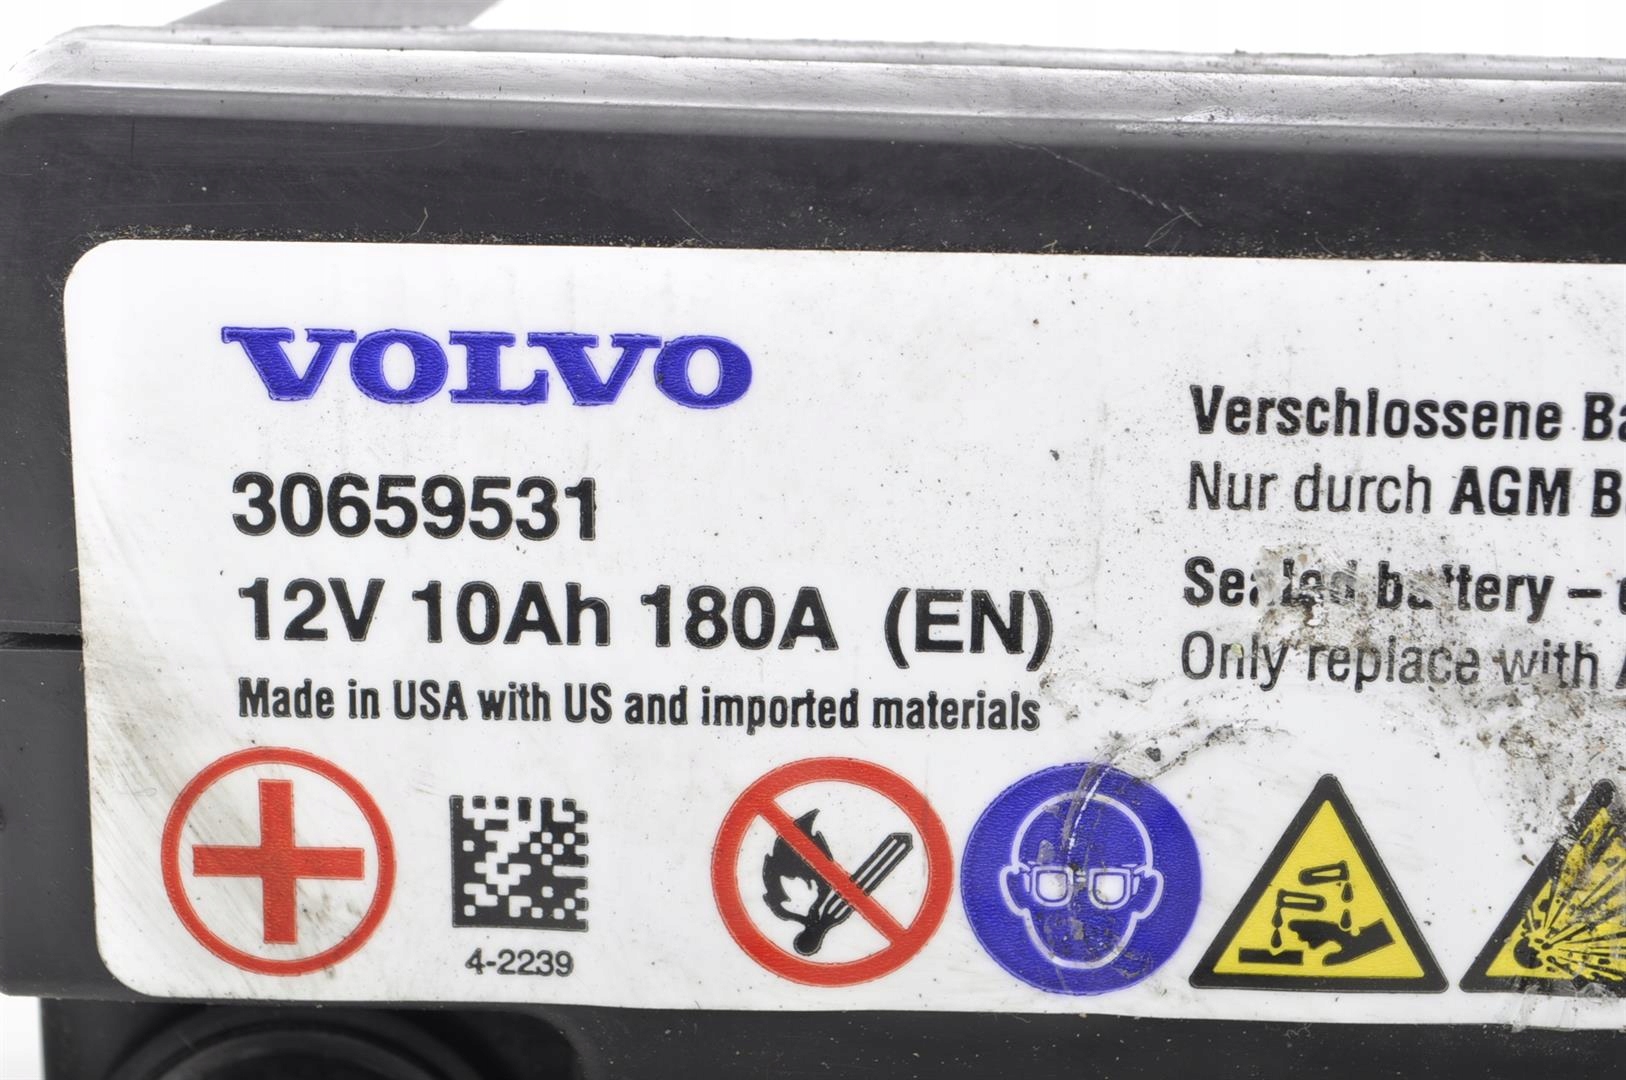 VOLVO
30659531
12V 10Ah 180A (EN)
Made in USA with US and imported materials
4-2239
Verschlossene
Nur durch AGM
Sealed battery –
Only replace with